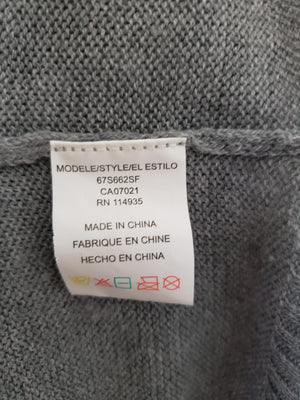 MODELE/STYLE/EL ESTILO
67S662SF
CA07021
RN 114935
MADE IN CHINA
FABRIQUE EN CHINE
HECHO EN CHINA